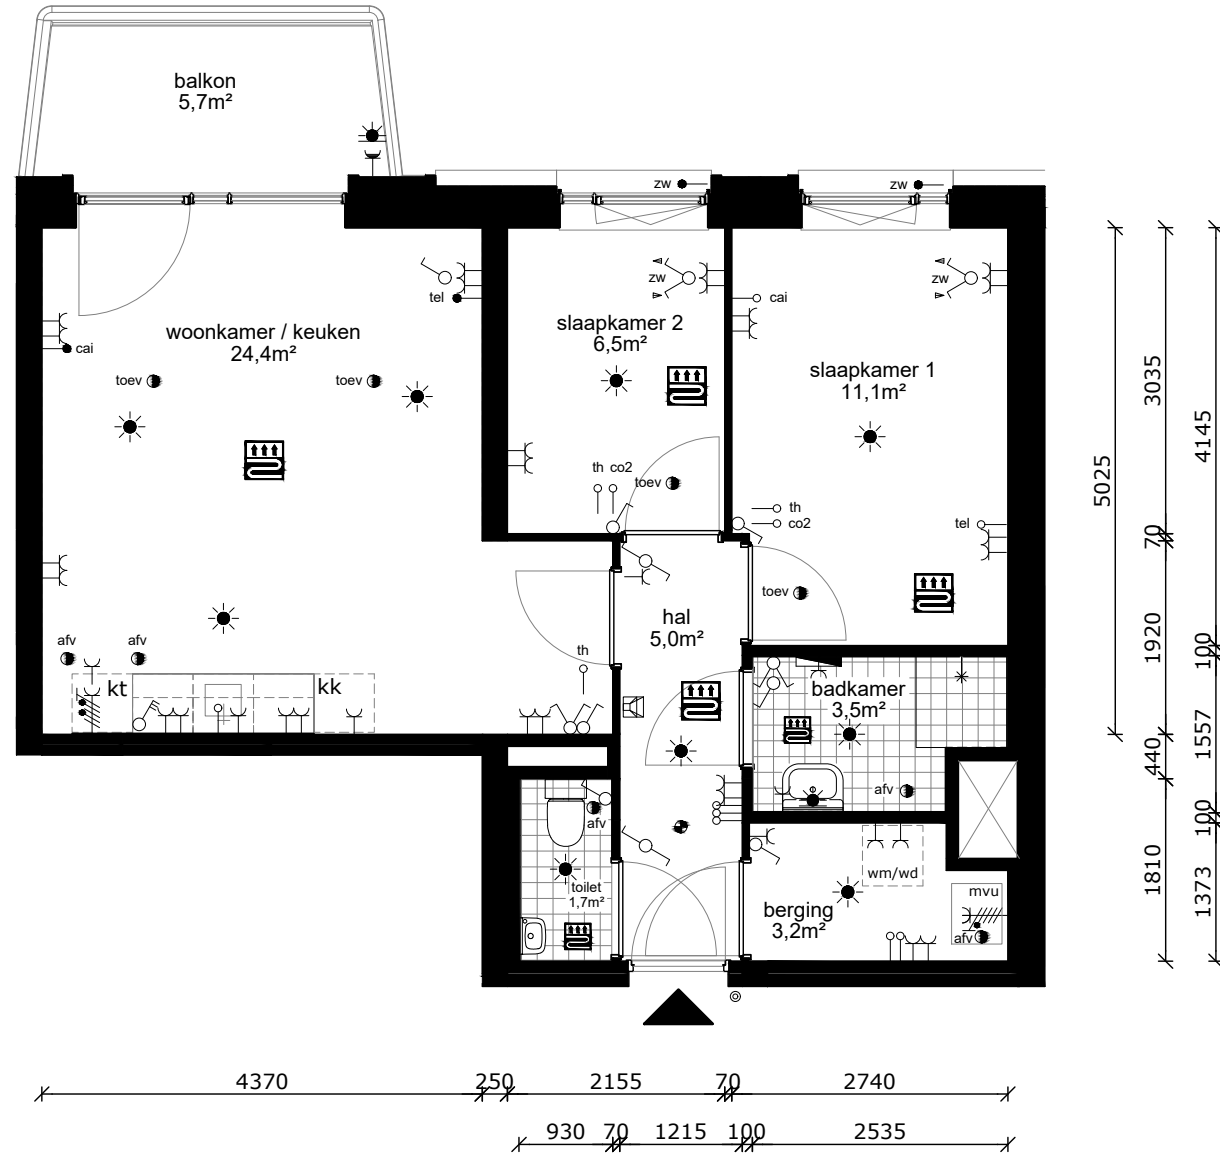 balkon
5,7m²
zw
zw
zw
zw
tel
cai
cai
woonkamer / keuken
24,4m²
slaapkamer 2
6,5m²
slaapkamer 1
11,1m²
toev
toev
th co2
toev
th
co2
tel
toev
hal
5,0m²
afv
afv
th
kt
kk
badkamer
3,5m²
afv
afv
toilet
1,7m²
wm/wd
mvu
berging
3,2m²
afv
5025
3035
70
1920
440
1810
4145
100
1557
100
1373
4370
250
2155
70
2740
930
70
1215
100
2535